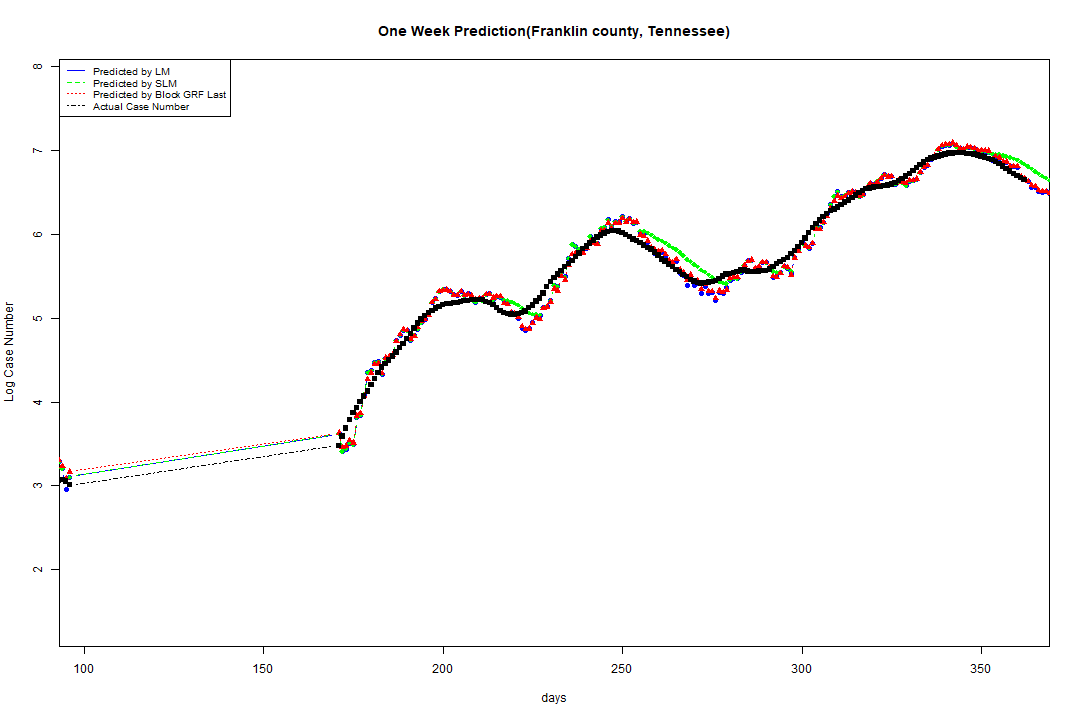 One Week Prediction(Franklin county, Tennessee)
Predicted by LM
Predicted by SLM
Predicted by Block GRF Last
Actual Case Number
8
7
6
5
4
3
2
Log Case Number
100 150 200 250 300 350
days